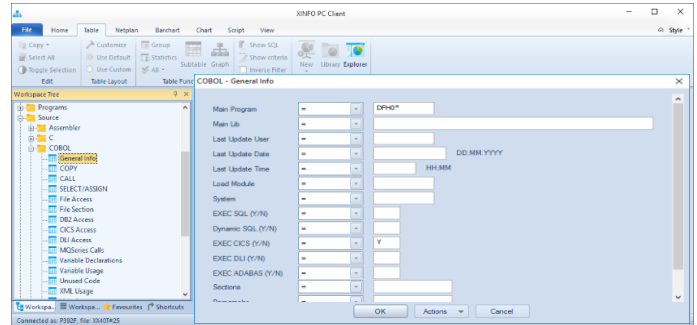 XINFO PC Client
File Home Table Netplan Barchart Chart Script View Style
Copy Customize Group Show SQL
Select All Use Default Statistics Show criteria
Toggle Selection Use Custom All Subtable Graph Inverse Filter New Library Explorer
Edit Table Layout Table Func
Workspace Tree
Programs
Source
Assembler
C
COBOL
General Info
COPY
CALL
SELECT/ASSIGN
File Access
File Section
DB2 Access
CICS Access
DLI Access
MQSeries Calls
Variable Declarations
Variable Usage
Unused Code
XML Usage
Workspa... Workspa... Favourites Shortcuts
Connected as: P392F, file: XX40T#25
COBOL - General Info
Main Program = DFH0*
Main Lib =
Last Update User =
Last Update Date = DD.MM.YYYY
Last Update Time = HH:MM
Load Module =
System =
EXEC SQL (Y/N) =
Dynamic SQL (Y/N) =
EXEC CICS (Y/N) = Y
EXEC DLI (Y/N) =
EXEC ADABAS (Y/N) =
Sections =
OK Actions Cancel